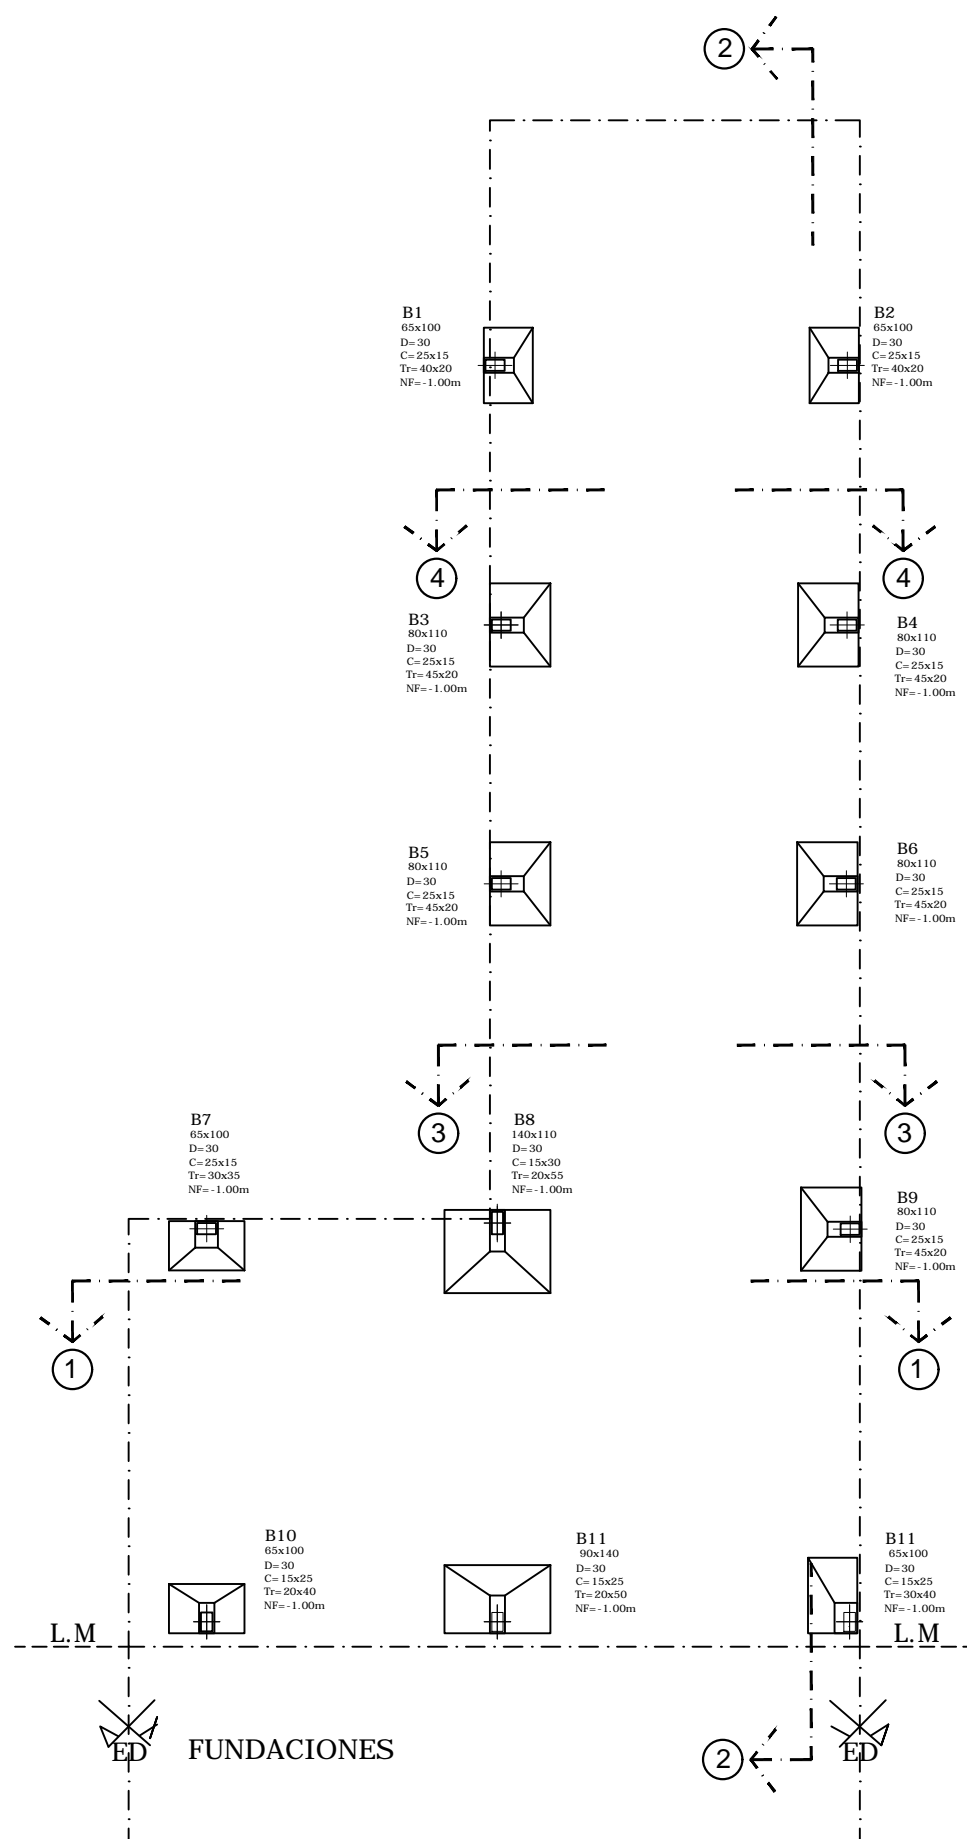 2
B1
65x100
D=30
C=25x15
Tr=40x20
NF=-1.00m
B2
65x100
D=30
C=25x15
Tr=40x20
NF=-1.00m
4
4
B3
80x110
D=30
C=25x15
Tr=45x20
NF=-1.00m
B4
80x110
D=30
C=25x15
Tr=45x20
NF=-1.00m
B5
80x110
D=30
C=25x15
Tr=45x20
NF=-1.00m
B6
80x110
D=30
C=25x15
Tr=45x20
NF=-1.00m
3
3
B7
65x100
D=30
C=25x15
Tr=30x35
NF=-1.00m
B8
140x110
D=30
C=15x30
Tr=20x55
NF=-1.00m
B9
80x110
D=30
C=25x15
Tr=45x20
NF=-1.00m
1
1
B10
65x100
D=30
C=15x25
Tr=20x40
NF=-1.00m
B11
90x140
D=30
C=15x25
Tr=20x50
NF=-1.00m
B11
65x100
D=30
C=15x25
Tr=30x40
NF=-1.00m
L.M
L.M
ED
FUNDACIONES
2
ED